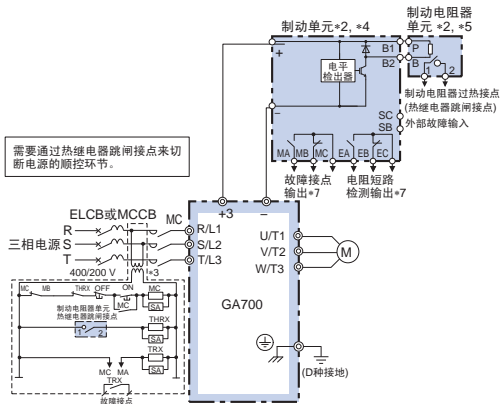 制动单元*2, *4
制动电阻器
单元 *2, *5
+
B1
B2
P
B
1 2
电平
检出器
制动电阻器过热接点
(热继电器跳闸接点)
外部故障输入
−
SC
SB
MA MB MC EA EB EC
故障接点
输出*7
电阻短路
检测输出*7
需要通过热继电器跳闸接点来切
断电源的顺控环节。
+3 −
ELCB或MCCB
MC
R R/L1
三相电源 S S/L2
T T/L3
400/200 V *3
U/T1
V/T2
W/T3
M
GA700
MC MB THRX OFF ON MC
MC
SA
制动电阻器单元
热继电器跳闸接点
1 2
THRX
SA
TRX
SA
MC MA
TRX
故障接点
(D种接地)